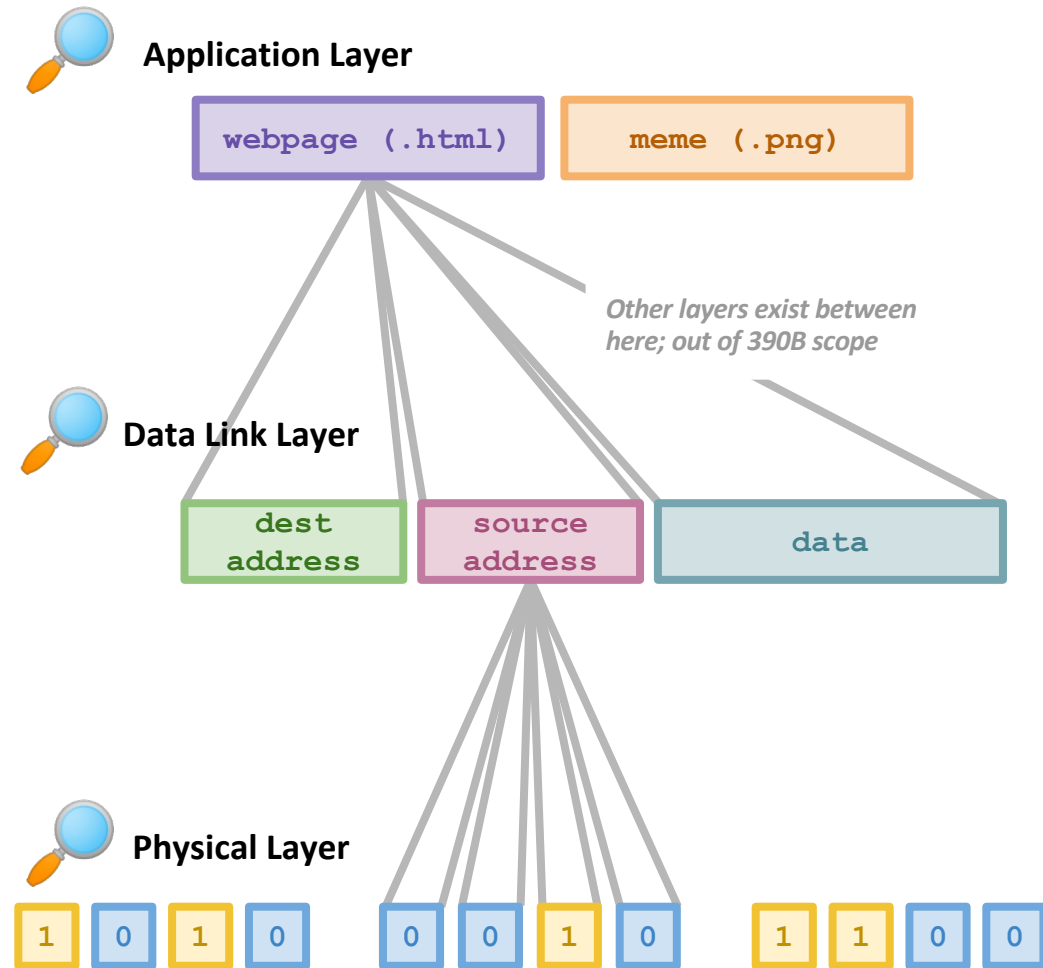 Application Layer
webpage (.html)
meme (.png)
Other layers exist between
here; out of 390B scope
Data Link Layer
dest
address
source
address
data
Physical Layer
1 0 1 0 0 0 1 0 1 1 0 0